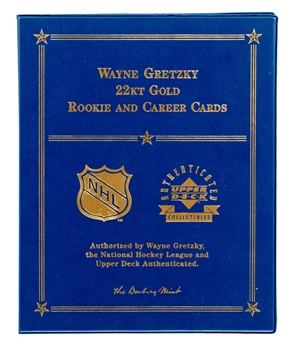 WAYNE GRETZKY
22KT GOLD
ROOKIE AND CAREER CARDS
NHL
AUTHENTICATED
UPPER
DECK
COLLECTIBLES
Authorized by Wayne Gretzky,
the National Hockey League and
Upper Deck Authenticated.
The Danbury Mint